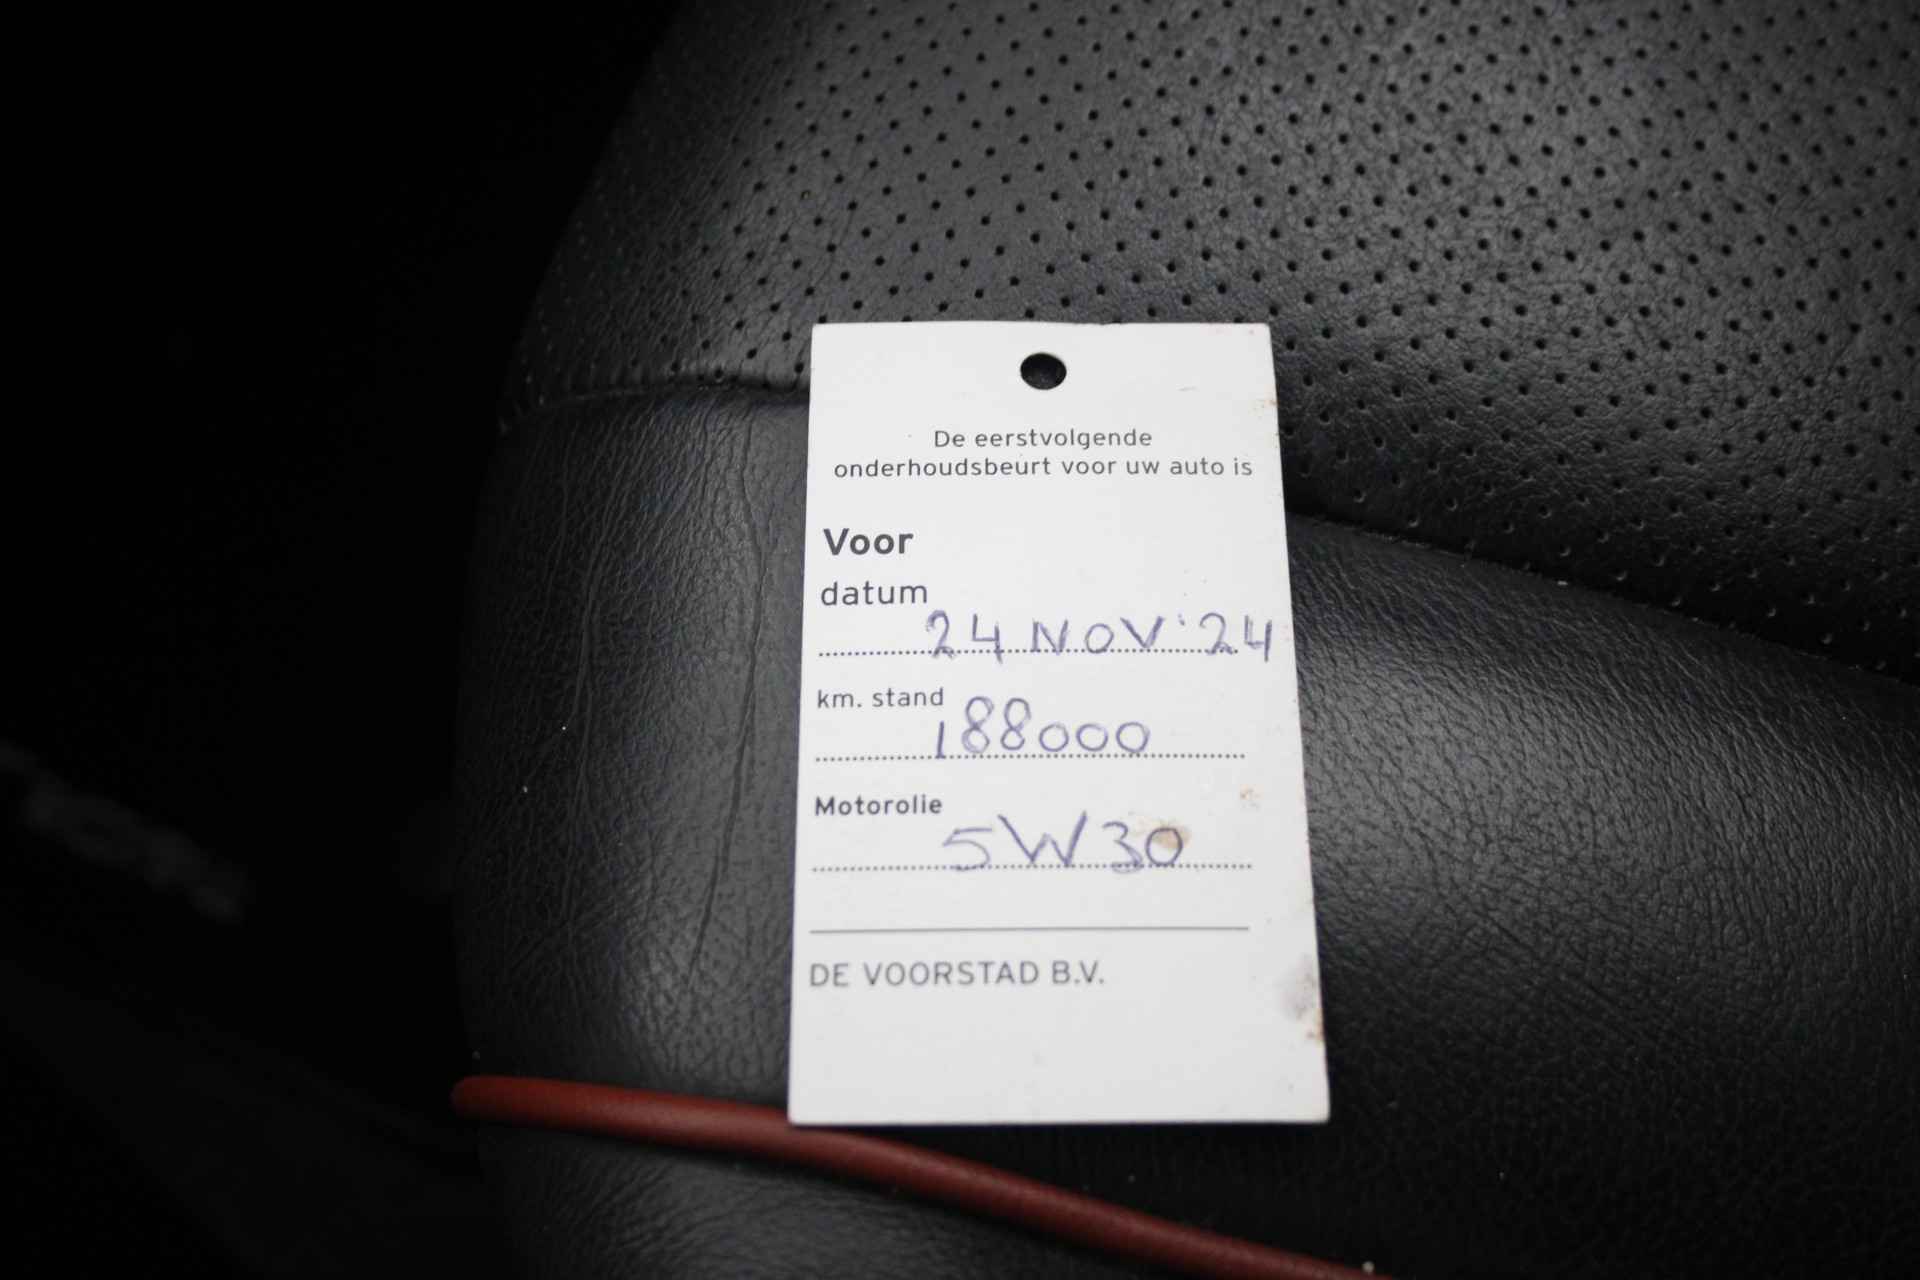 De eerstvolgende
onderhoudsbeurt voor uw auto is
Voor
datum
24 NOV '24
km. stand
188000
Motorolie
5W30
DE VOORSTAD B.V.